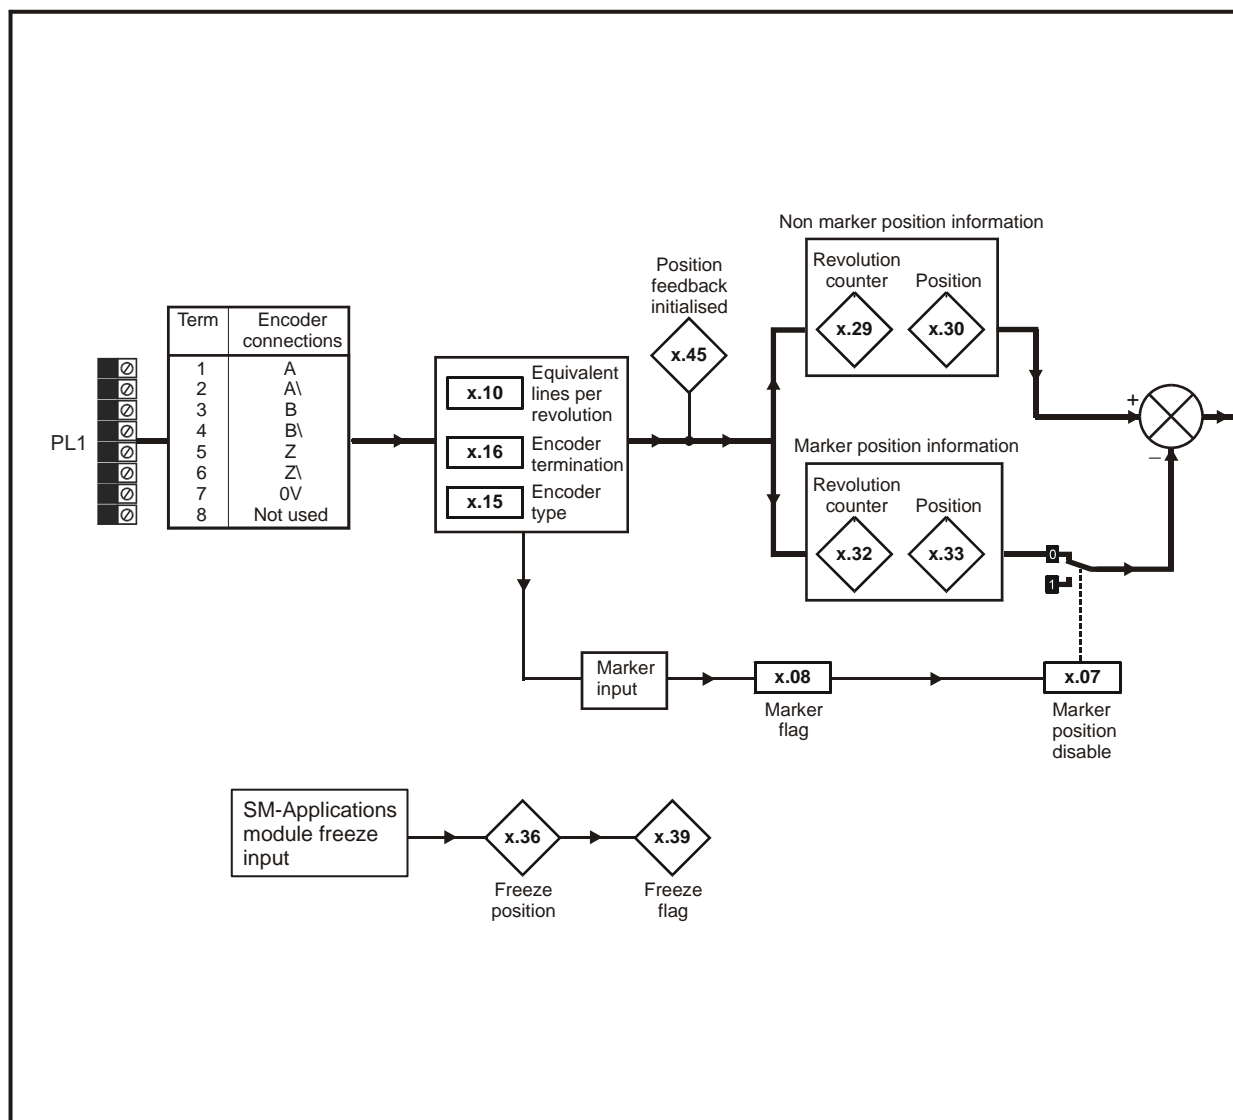 Non marker position information
Revolution
counter
Position
x.29
x.30
Position
feedback
initialised
x.45
Term
Encoder
connections
1 A
2 A\
3 B
4 B\
5 Z
6 Z\
7 0V
8 Not used
PL1
x.10
Equivalent
lines per
revolution
x.16
Encoder
termination
x.15
Encoder
type
+
−
Marker position information
Revolution
counter
Position
x.32
x.33
0
1
Marker
input
x.08
Marker
flag
x.07
Marker
position
disable
SM-Applications
module freeze
input
x.36
Freeze
position
x.39
Freeze
flag